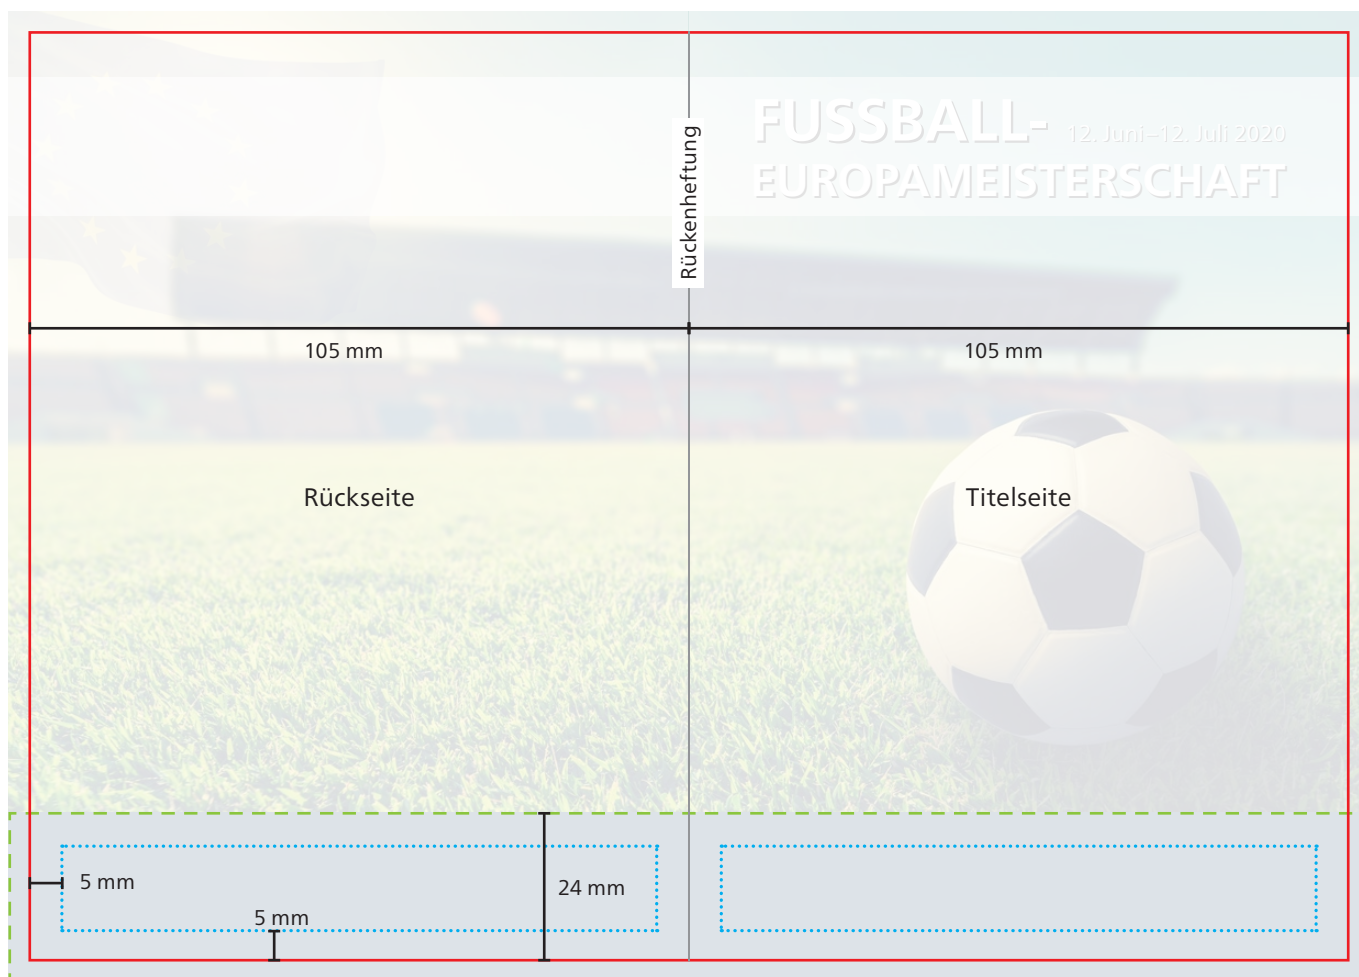 FUSSBALL- 12. Juni–12. Juli 2020
EUROPAMEISTERSCHAFT
Rückenheftung
105 mm
105 mm
Rückseite
Titelseite
5 mm
24 mm
5 mm